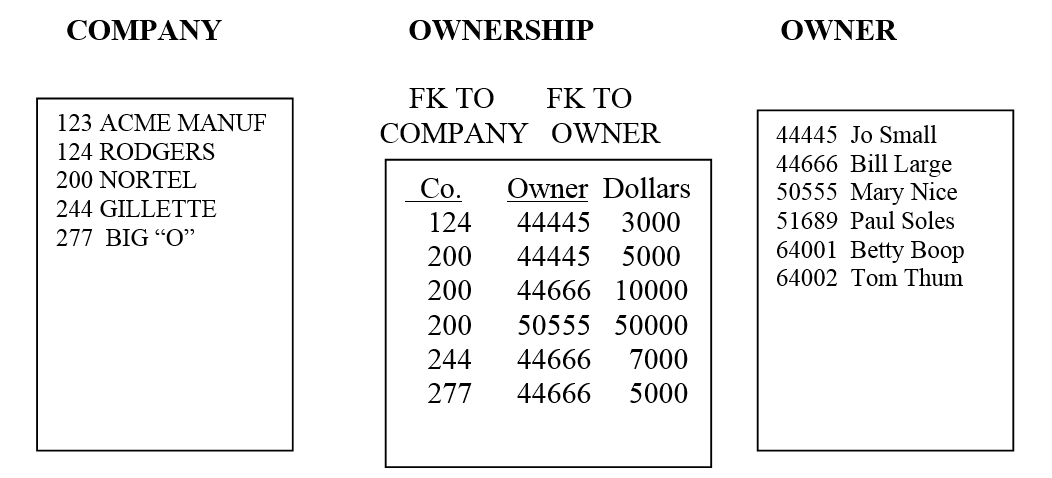 COMPANY
123 ACME MANUF
124 RODGERS
200 NORTEL
244 GILLETTE
277 BIG “O”
OWNERSHIP
FK TO FK TO
COMPANY OWNER
Co. Owner Dollars
124 44445 3000
200 44445 5000
200 44666 10000
200 50555 50000
244 44666 7000
277 44666 5000
OWNER
44445 Jo Small
44666 Bill Large
50555 Mary Nice
51689 Paul Soles
64001 Betty Boop
64002 Tom Thum